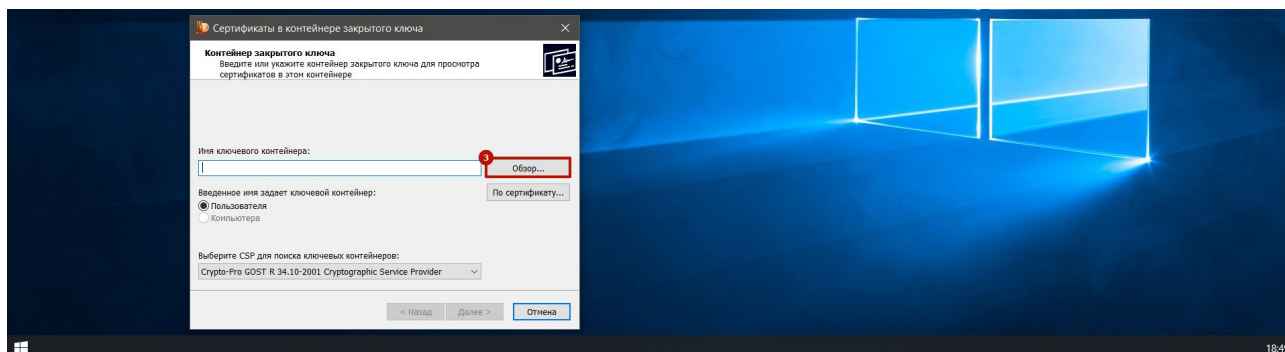 Сертификаты в контейнере закрытого ключа
Контейнер закрытого ключа
Введите или укажите контейнер закрытого ключа для просмотра
сертификатов в этом контейнере
Имя ключевого контейнера:
3
Обзор...
Введенное имя задает ключевой контейнер:
По сертификату...
Пользователя
Компьютера
Выберите CSP для поиска ключевых контейнеров:
Crypto-Pro GOST R 34.10-2001 Cryptographic Service Provider
< Назад
Далее >
Отмена